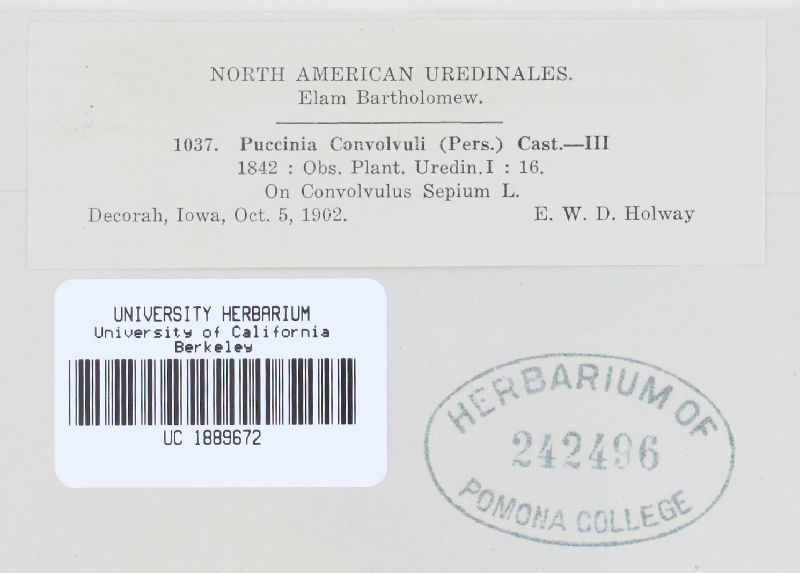 NORTH AMERICAN UREDINALES.
Elam Bartholomew.
1037. Puccinia Convolvuli (Pers.) Cast.—III
1842 : Obs. Plant. Uredin. I : 16.
On Convolvulus Sepium L.
Decorah, Iowa, Oct. 5, 1902. E. W. D. Holway
UNIVERSITY HERBARIUM
University of California
Berkeley
UC 1889672
HERBARIUM OF
242496
POMONA COLLEGE